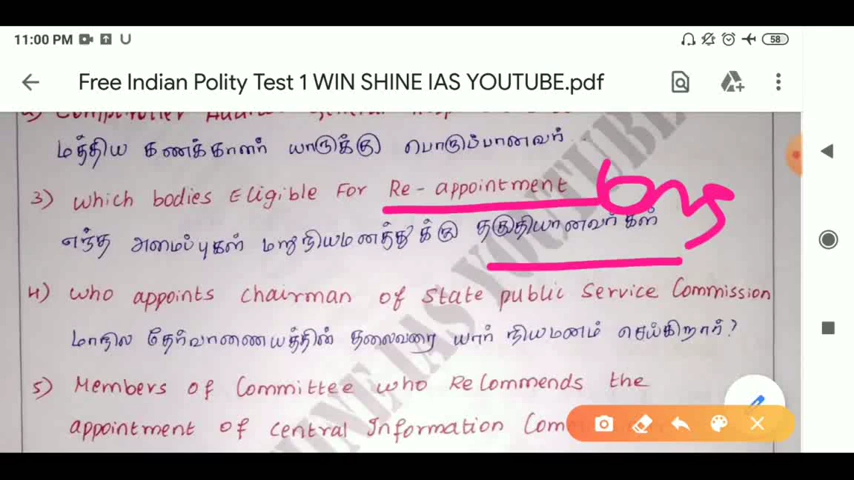 11:00 PM
58
Free Indian Polity Test 1 WIN SHINE IAS YOUTUBE.pdf
மத்திய கணக்காளர் யாருக்கு பொறுப்பானவர்
3) Which bodies Eligible For Re-appointment
எந்த அமைப்புகள் மறுநியமனத்துக்கு தகுதியானவர்கள்
4) Who appoints chairman of State public Service Commission
மாநில தேர்வாணையத்தின் தலைவரை யார் நியமனம் செய்கிறார்?
5) Members of Committee who Recommends the
appointment of central Information